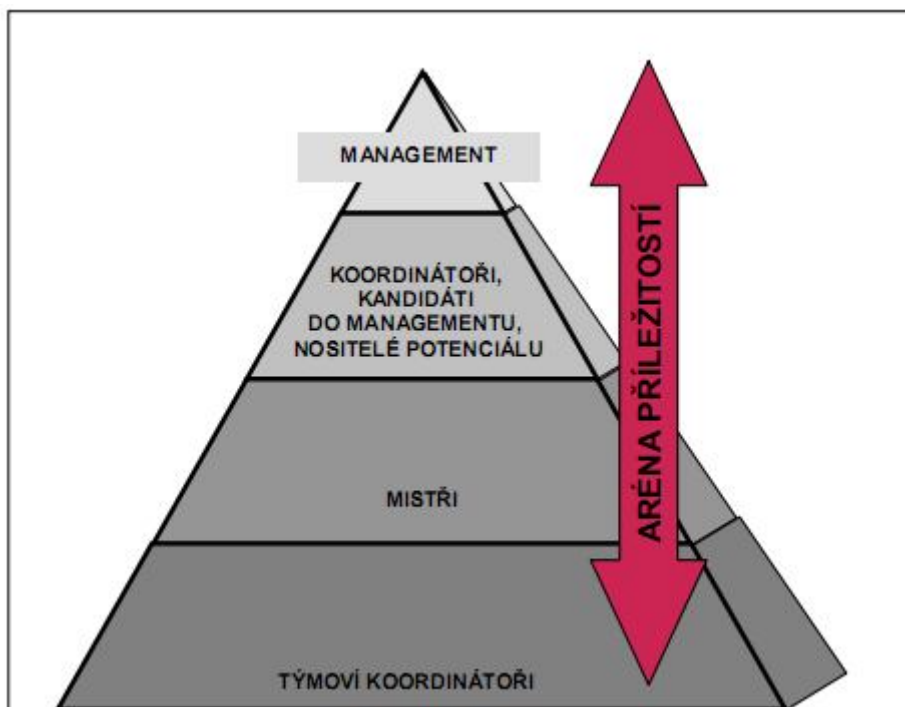 MANAGEMENT
KOORDINÁTOŘI,
KANDIDÁTI
DO MANAGEMENTU,
NOSITELÉ POTENCIÁLU
MISTŘI
TÝMOVÍ KOORDINÁTOŘI
ARÉNA PŘÍLEŽITOSTÍ